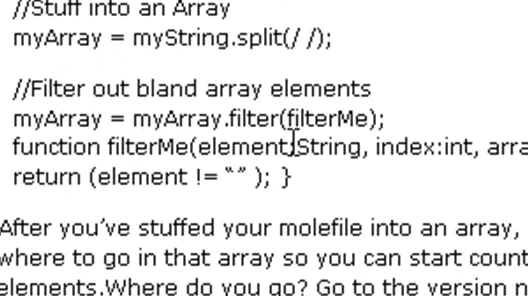 //Stuff into an Array
myArray = myString.split(/ /);
//Filter out bland array elements
myArray = myArray.filter(filterMe);
function filterMe(element:String, index:int, arra
return (element != “” ); }
After you’ve stuffed your molefile into an array,
where to go in that array so you can start count
elements.Where do you go? Go to the version n